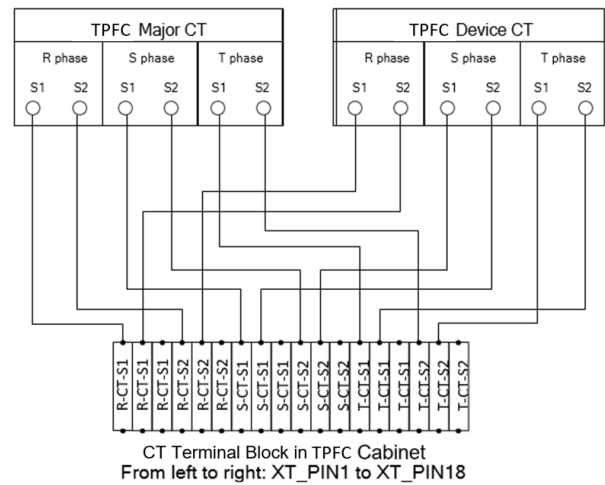 TPFC Major CT
TPFC Device CT
R phase S phase T phase
R phase S phase T phase
S1 S2 S1 S2 S1 S2
S1 S2 S1 S2 S1 S2
R-CT-S1
R-CT-S1
R-CT-S1
R-CT-S2
R-CT-S2
R-CT-S2
S-CT-S1
S-CT-S1
S-CT-S1
S-CT-S2
S-CT-S2
S-CT-S2
T-CT-S1
T-CT-S1
T-CT-S1
T-CT-S2
T-CT-S2
T-CT-S2
CT Terminal Block in TPFC Cabinet
From left to right: XT_PIN1 to XT_PIN18